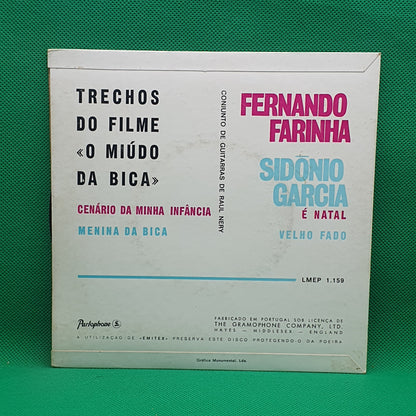 TRECHOS
DO FILME
«O MIÚDO
DA BICA»
CENÁRIO DA MINHA INFÂNCIA
MENINA DA BICA
CONJUNTO DE GUITARRAS DE RAUL NERY
FERNANDO
FARINHA
SIDÓNIO
GARCIA
É NATAL
VELHO FADO
LMEP 1.159
Parlophone
FABRICADO EM PORTUGAL SOB LICENÇA DE
THE GRAMOPHONE COMPANY, LTD.
HAYES - MIDDLESEX - ENGLAND
A UTILIZAÇÃO DE «EMITEX» PRESERVA ESTE DISCO PROTEGENDO-O DA POEIRA
Gráfica Monumental, Lda.